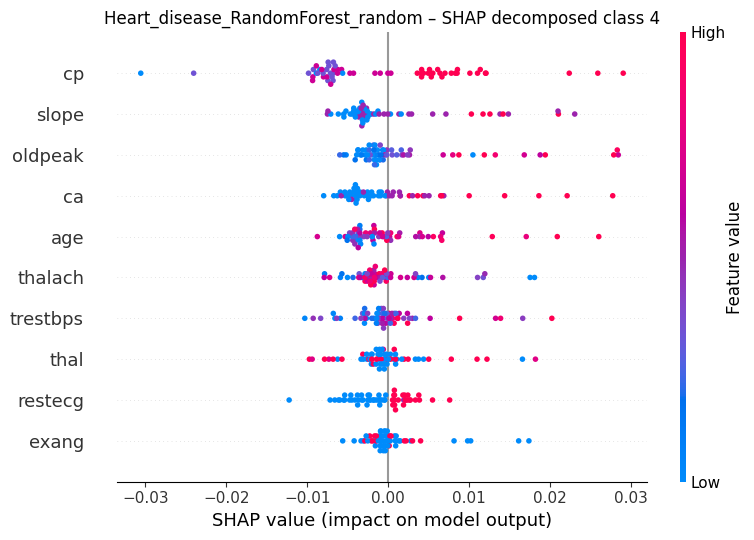 Heart_disease_RandomForest_random – SHAP decomposed class 4
High
cp
slope
oldpeak
ca
age
thalach
trestbps
thal
restecg
exang
Feature value
Low
−0.03 −0.02 −0.01 0.00 0.01 0.02 0.03
SHAP value (impact on model output)